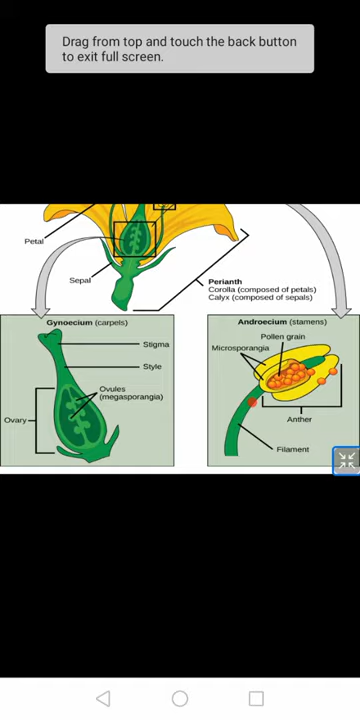 Drag from top and touch the back button
to exit full screen.
Petal
Sepal
Perianth
Corolla (composed of petals)
Calyx (composed of sepals)
Gynoecium (carpels)
Stigma
Style
Ovules
(megasporangia)
Ovary
Androecium (stamens)
Pollen grain
Microsporangia
Anther
Filament